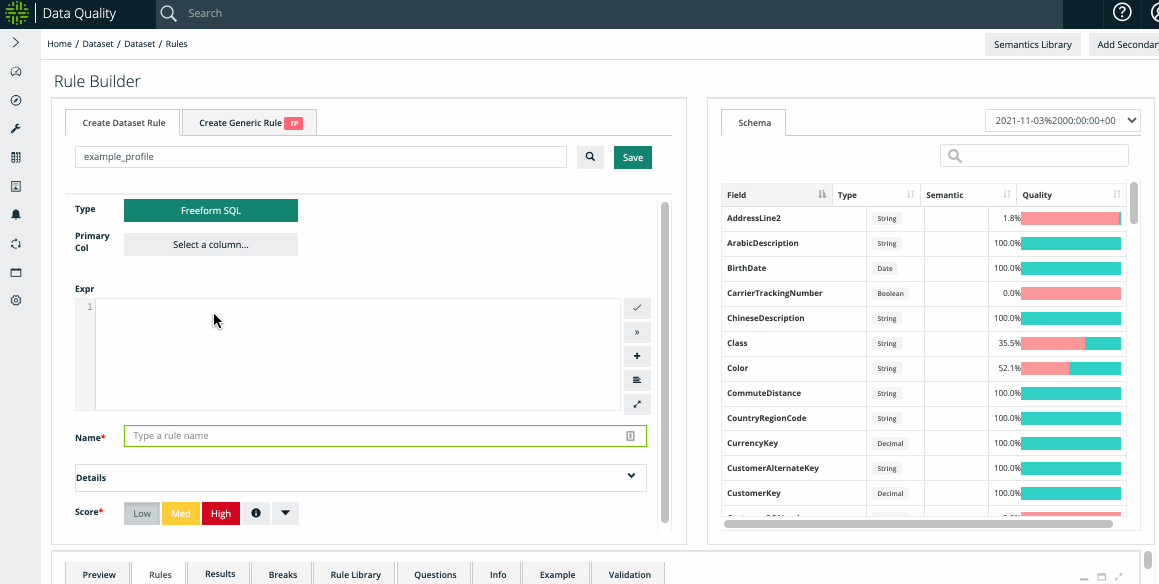 Data Quality
Search
Home / Dataset / Dataset / Rules
Semantics Library
Add Secondary
Rule Builder
Create Dataset Rule
Create Generic Rule TP
example_profile
Save
Type
Freeform SQL
Primary
Col
Select a column...
Expr
1
Name*
Type a rule name
Details
Score*
Low
Med
High
Schema
2021-11-03%2000:00:00+00
Field Type Semantic Quality
AddressLine2 String 1.8%
ArabicDescription String 100.0%
BirthDate Date 100.0%
CarrierTrackingNumber Boolean 0.0%
ChineseDescription String 100.0%
Class String 35.5%
Color String 52.1%
CommuteDistance String 100.0%
CountryRegionCode String 100.0%
CurrencyKey Decimal 100.0%
CustomerAlternateKey String 100.0%
CustomerKey Decimal 100.0%
Preview Rules Results Breaks Rule Library Questions Info Example Validation